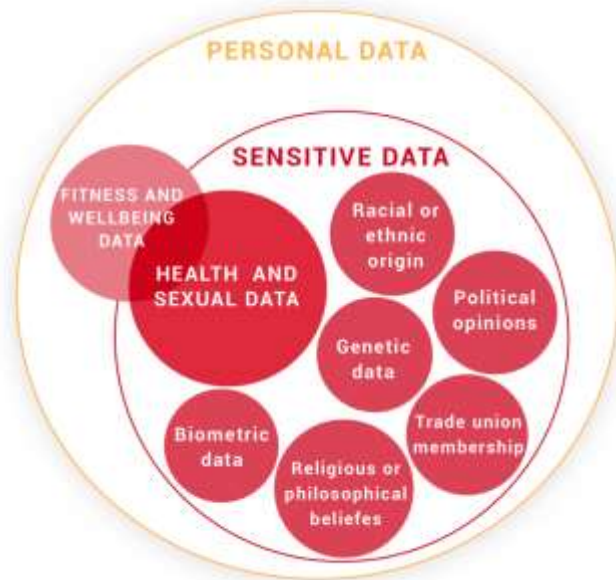 PERSONAL DATA
SENSITIVE DATA
FITNESS AND
WELLBEING
DATA
HEALTH AND
SEXUAL DATA
Racial or
ethnic
origin
Political
opinions
Genetic
data
Trade union
membership
Biometric
data
Religious or
philosophical
beliefes